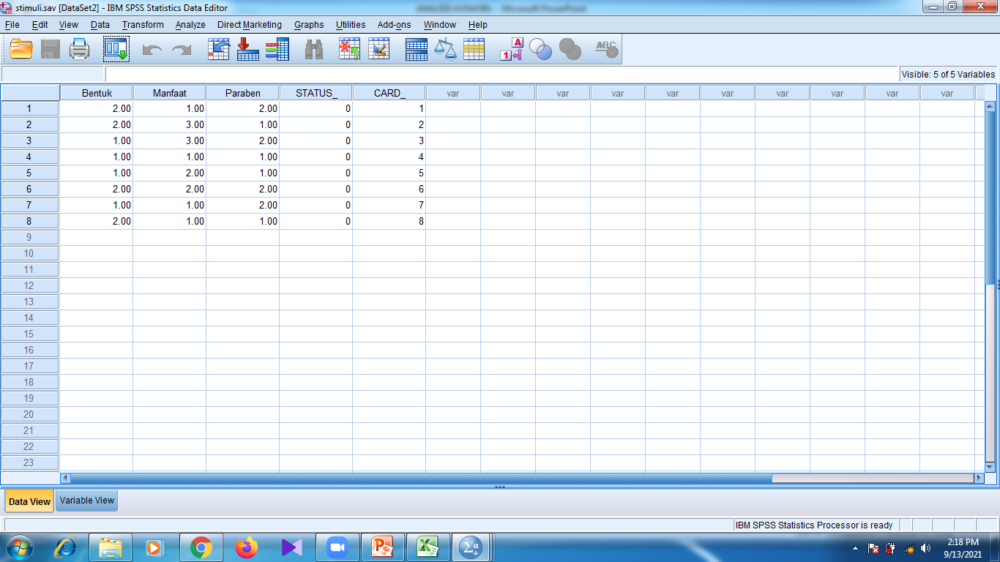 stimuli.sav [DataSet2] - IBM SPSS Statistics Data Editor
File Edit View Data Transform Analyze Direct Marketing Graphs Utilities Add-ons Window Help
Visible: 5 of 5 Variables
Bentuk Manfaat Paraben STATUS_ CARD_ var var var var var var var var var var
1 2.00 1.00 2.00 0 1
2 2.00 3.00 1.00 0 2
3 1.00 3.00 2.00 0 3
4 1.00 1.00 1.00 0 4
5 1.00 2.00 1.00 0 5
6 2.00 2.00 2.00 0 6
7 1.00 1.00 2.00 0 7
8 2.00 1.00 1.00 0 8
9
10
11
12
13
14
15
16
17
18
19
20
21
22
23
Data View Variable View
IBM SPSS Statistics Processor is ready
2:18 PM
9/13/2021